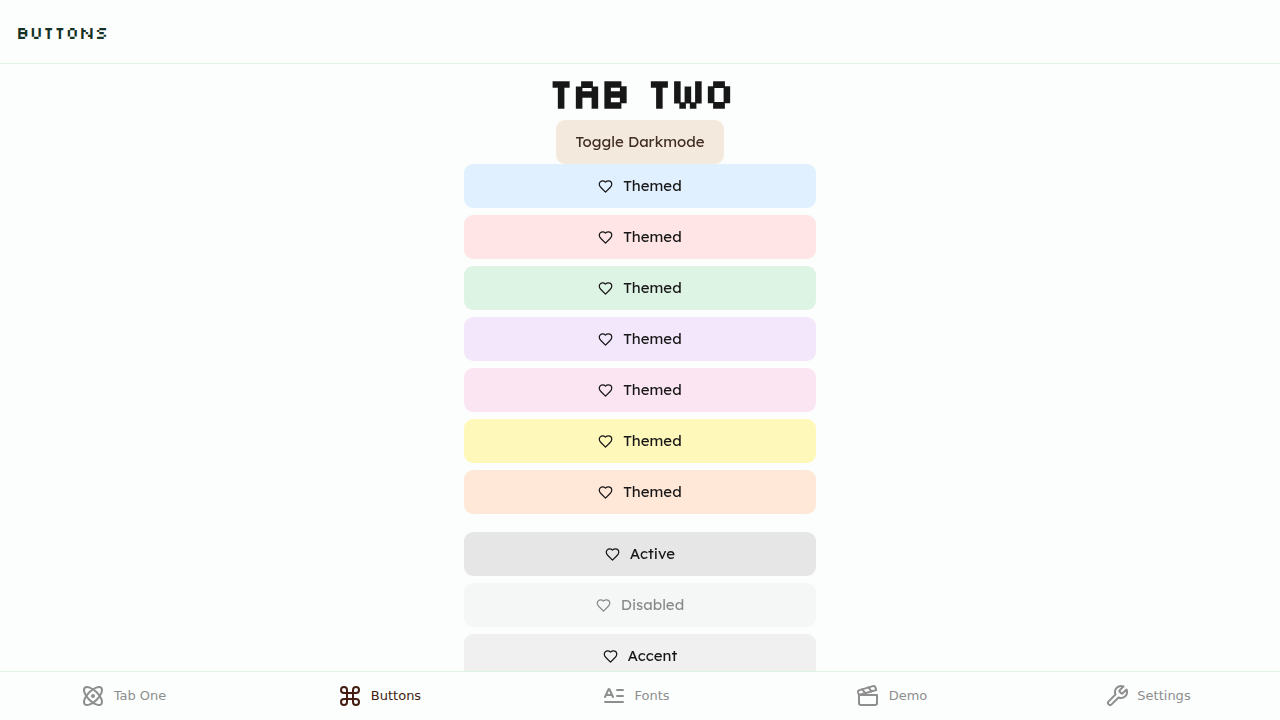 BUTTONS
TAB TWO
Toggle Darkmode
Themed
Themed
Themed
Themed
Themed
Themed
Themed
Active
Disabled
Accent
Tab One
Buttons
Fonts
Demo
Settings